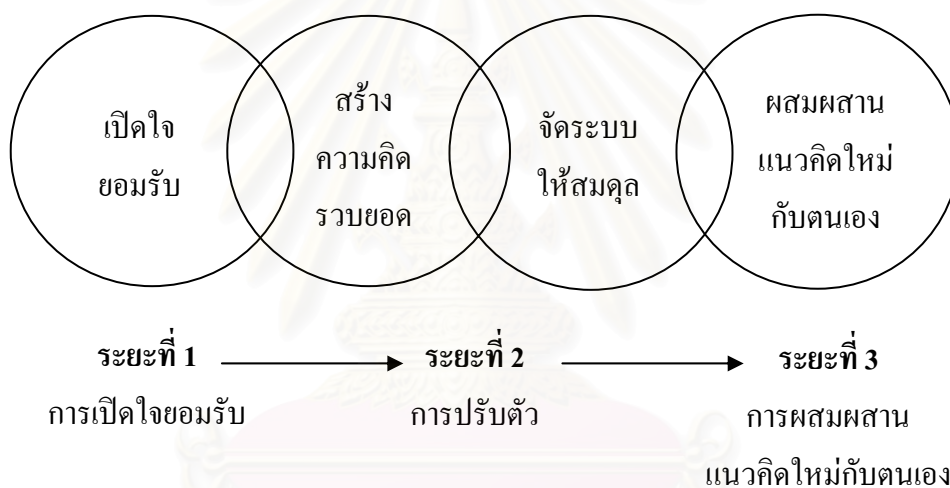 เปิดใจ
ยอมรับ
สร้าง
ความคิด
รวบยอด
จัดระบบ
ให้สมดุล
ผสมผสาน
แนวคิดใหม่
กับตนเอง
ระยะที่ 1
การเปิดใจยอมรับ
ระยะที่ 2
การปรับตัว
ระยะที่ 3
การผสมผสาน
แนวคิดใหม่กับตนเอง